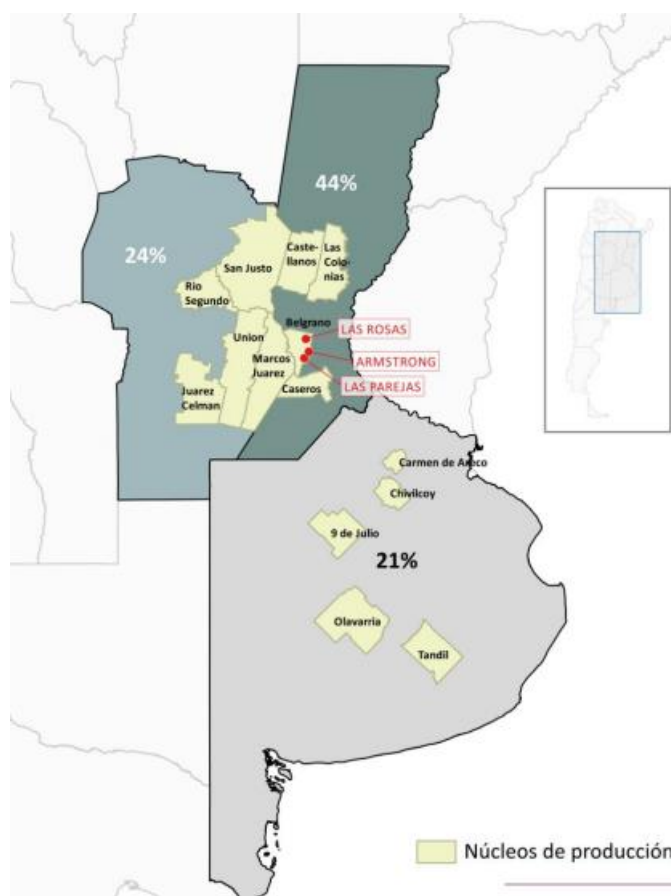 44%
24%
Caste-
llanos
Las
Colo-
nias
San Justo
Rio
Segundo
Belgrano
LAS ROSAS
Union
ARMSTRONG
Marcos
Juarez
LAS PAREJAS
Juarez
Celman
Caseros
Carmen de Areco
Chivilcoy
9 de Julio
21%
Olavarria
Tandil
Núcleos de producción